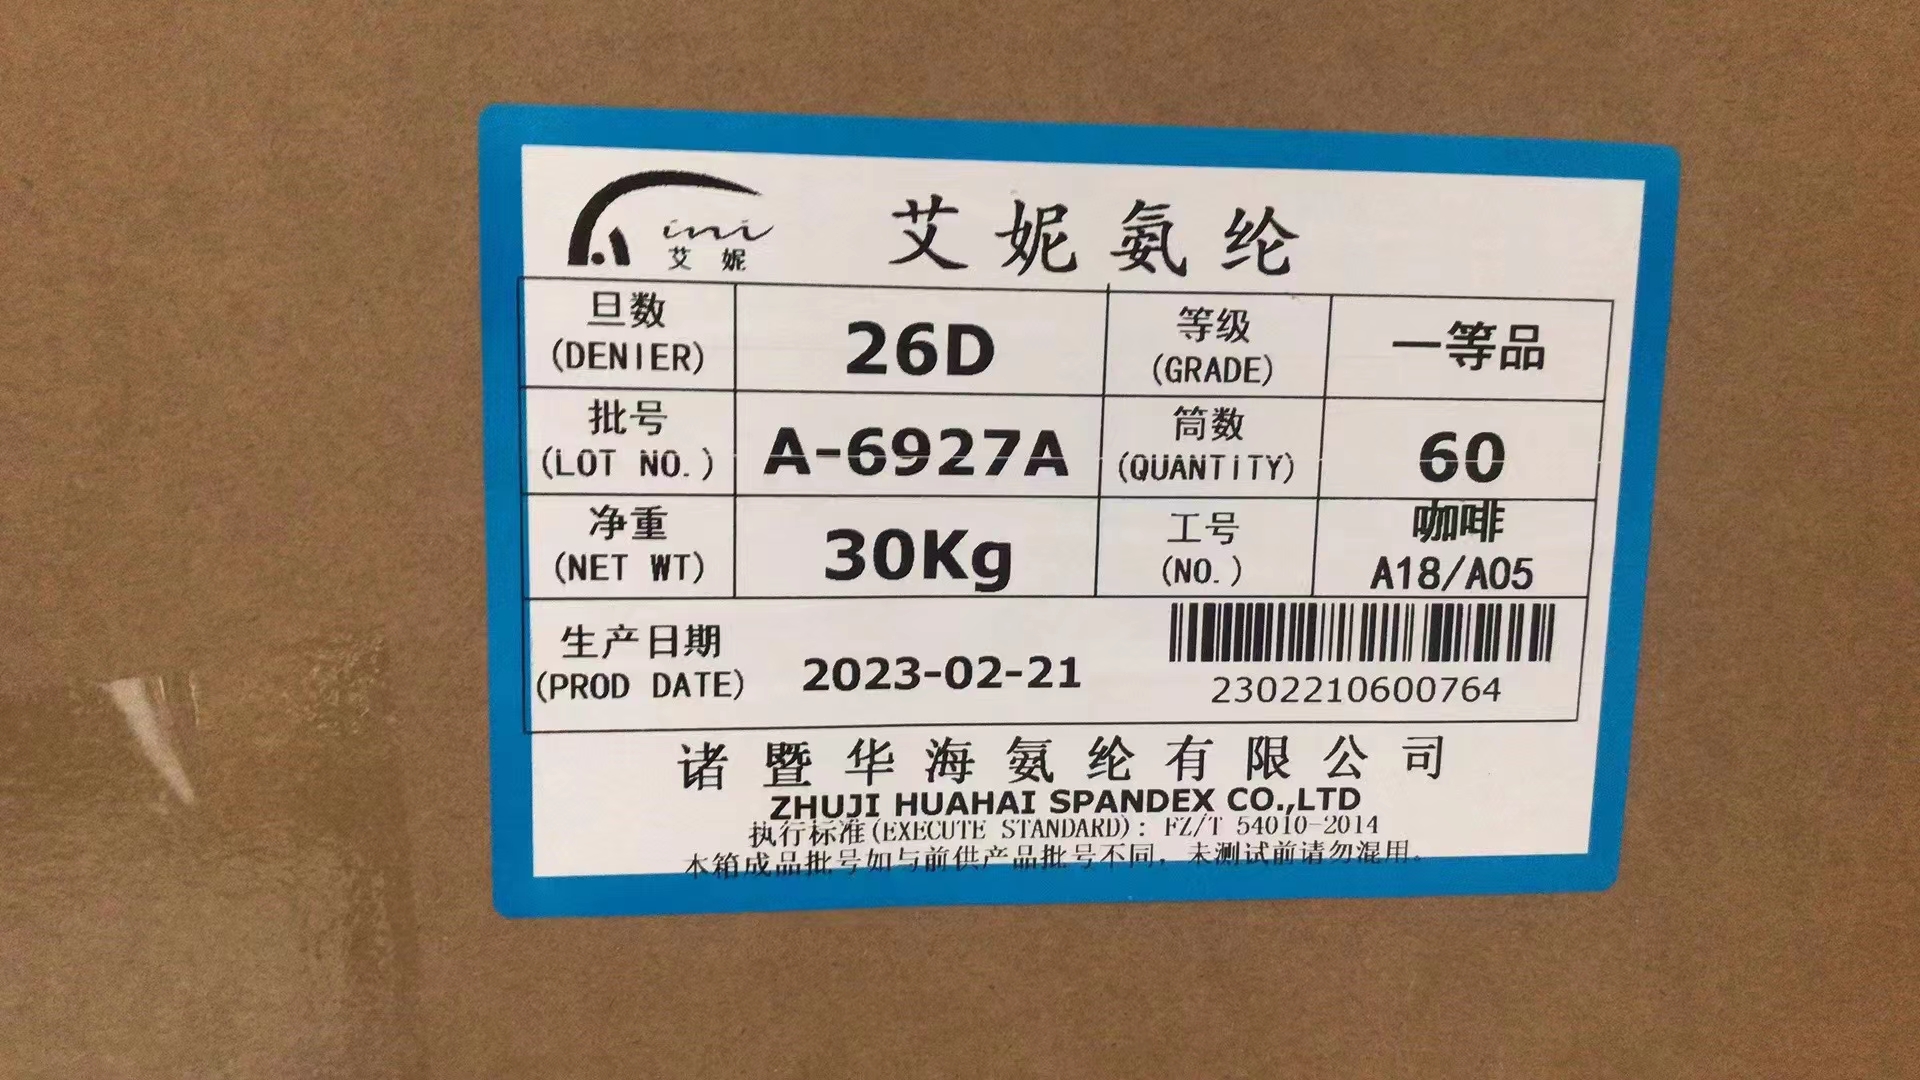 ini
艾妮
艾妮氨纶
旦数
(DENIER)
26D
等级
(GRADE)
一等品
批号
(LOT NO.)
A-6927A
筒数
(QUANTITY)
60
净重
(NET WT)
30Kg
工号
(NO.)
咖啡
A18/A05
生产日期
(PROD DATE)
2023-02-21
2302210600764
诸暨华海氨纶有限公司
ZHUJI HUAHAI SPANDEX CO.,LTD
执行标准(EXECUTE STANDARD): FZ/T 54010-2014
本箱成品批号如与前供产品批号不同，未测试前请勿混用。